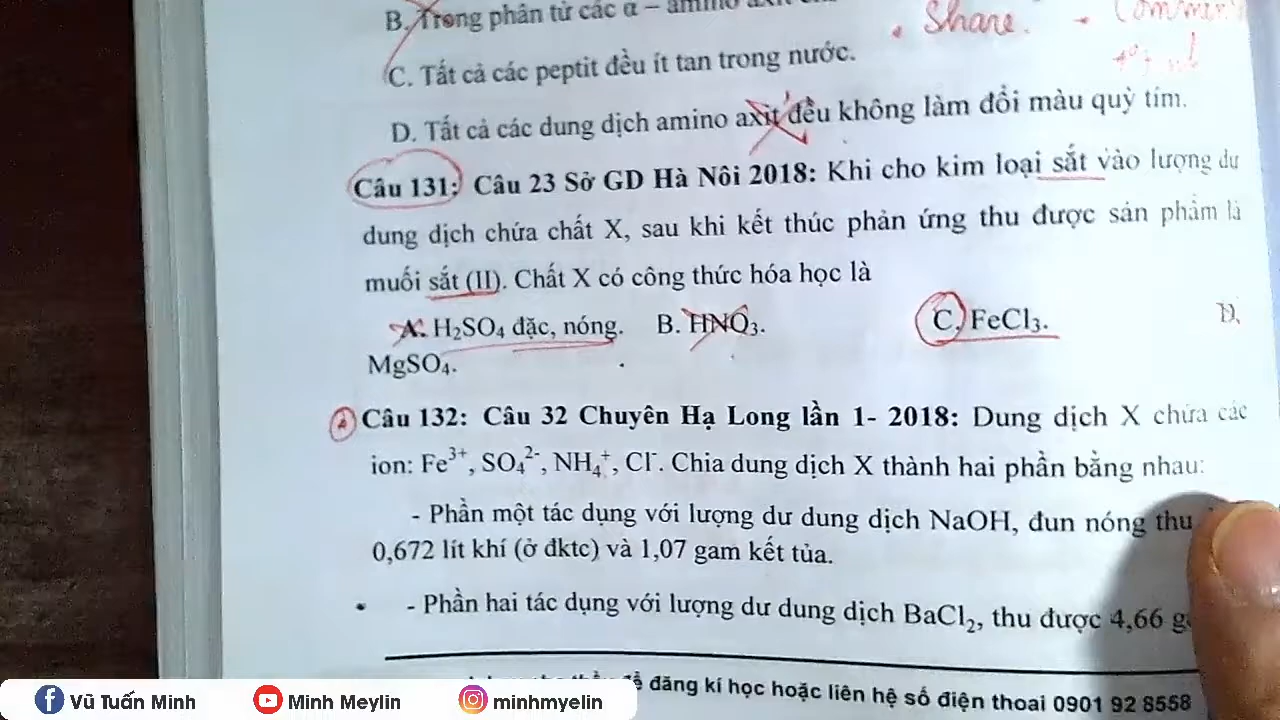 B. Trong phân tử các α – amino axit
• Share. - Comment
C. Tất cả các peptit đều ít tan trong nước.
D. Tất cả các dung dịch amino axit đều không làm đổi màu quỳ tím.
Câu 131: Câu 23 Sở GD Hà Nôi 2018: Khi cho kim loại sắt vào lượng dư
dung dịch chứa chất X, sau khi kết thúc phản ứng thu được sản phẩm là
muối sắt (II). Chất X có công thức hóa học là
A. H₂SO₄ đặc, nóng. B. HNO₃. C. FeCl₃. D.
MgSO₄.
Câu 132: Câu 32 Chuyên Hạ Long lần 1- 2018: Dung dịch X chứa các
ion: Fe³⁺, SO₄²⁻, NH₄⁺, Cl⁻. Chia dung dịch X thành hai phần bằng nhau:
- Phần một tác dụng với lượng dư dung dịch NaOH, đun nóng thu
0,672 lít khí (ở đktc) và 1,07 gam kết tủa.
• - Phần hai tác dụng với lượng dư dung dịch BaCl₂, thu được 4,66
đăng kí học hoặc liên hệ số điện thoai 0901 92 8558
Vũ Tuấn Minh Minh Meylin minhmyelin